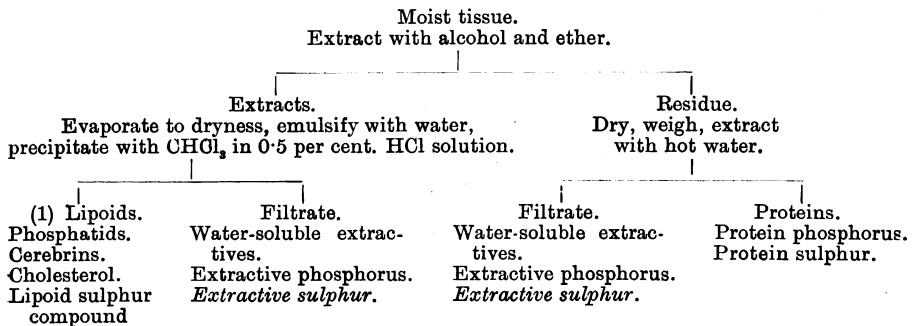 Moist tissue.
Extract with alcohol and ether.
Extracts.
Evaporate to dryness, emulsify with water,
precipitate with CHCl₃ in 0·5 per cent. HCl solution.
Residue.
Dry, weigh, extract
with hot water.
(1) Lipoids.
Phosphatids.
Cerebrins.
Cholesterol.
Lipoid sulphur
compound
Filtrate.
Water-soluble extrac-
tives.
Extractive phosphorus.
Extractive sulphur.
Filtrate.
Water-soluble extrac-
tives.
Extractive phosphorus.
Extractive sulphur.
Proteins.
Protein phosphorus.
Protein sulphur.